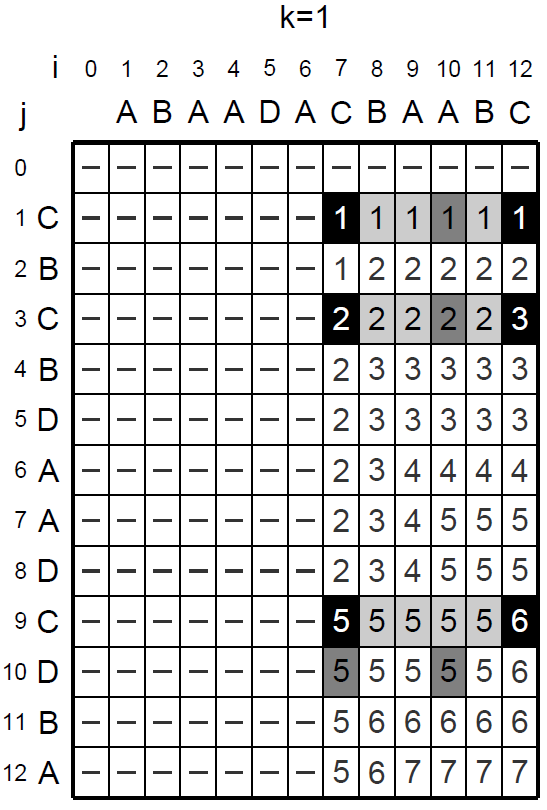 k=1
i 0 1 2 3 4 5 6 7 8 9 10 11 12
j A B A A D A C B A A B C
0 – – – – – – – – – – – – –
1 C – – – – – – – 1 1 1 1 1 1
2 B – – – – – – – 1 2 2 2 2 2
3 C – – – – – – – 2 2 2 2 2 3
4 B – – – – – – – 2 3 3 3 3 3
5 D – – – – – – – 2 3 3 3 3 3
6 A – – – – – – – 2 3 4 4 4 4
7 A – – – – – – – 2 3 4 5 5 5
8 D – – – – – – – 2 3 4 5 5 5
9 C – – – – – – – 5 5 5 5 5 6
10 D – – – – – – – 5 5 5 5 5 6
11 B – – – – – – – 5 6 6 6 6 6
12 A – – – – – – – 5 6 7 7 7 7